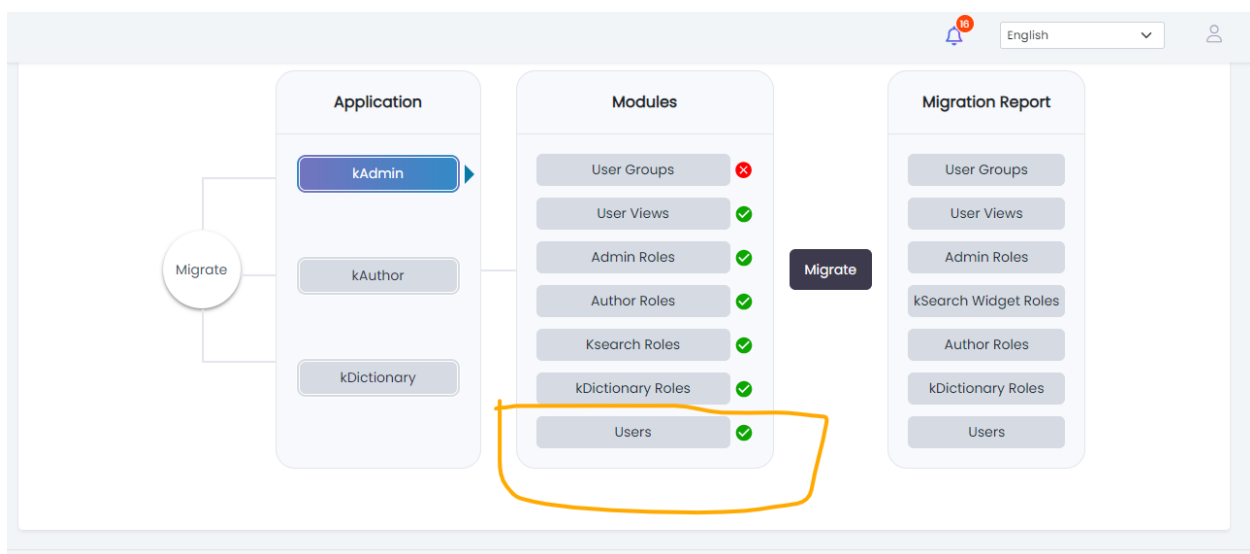 16
English
Application
kAdmin
kAuthor
kDictionary
Migrate
Modules
User Groups
User Views
Admin Roles
Author Roles
Ksearch Roles
kDictionary Roles
Users
Migrate
Migration Report
User Groups
User Views
Admin Roles
kSearch Widget Roles
Author Roles
kDictionary Roles
Users